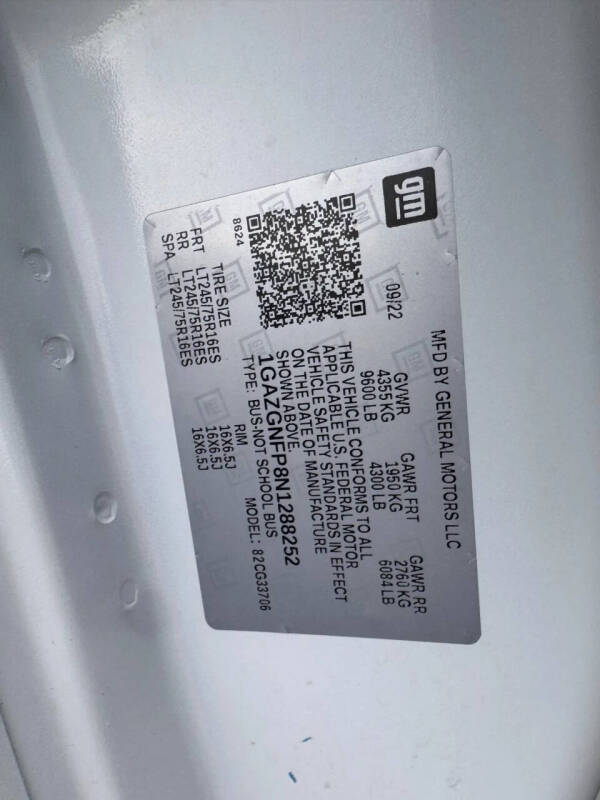 gm
MFD BY GENERAL MOTORS LLC
09/22
GVWR GAWR FRT GAWR RR
4355 KG 1950 KG 2760 KG
9600 LB 4300 LB 6084 LB
THIS VEHICLE CONFORMS TO ALL
APPLICABLE U.S. FEDERAL MOTOR
VEHICLE SAFETY STANDARDS IN EFFECT
ON THE DATE OF MANUFACTURE
SHOWN ABOVE
1GAZGNFP8N1288252
TYPE: BUS-NOT SCHOOL BUS
MODEL: 82CG33706
8624
TIRE SIZE RIM
FRT LT245/75R16ES 16X6.5J
RR LT245/75R16ES 16X6.5J
SPA LT245/75R16ES 16X6.5J